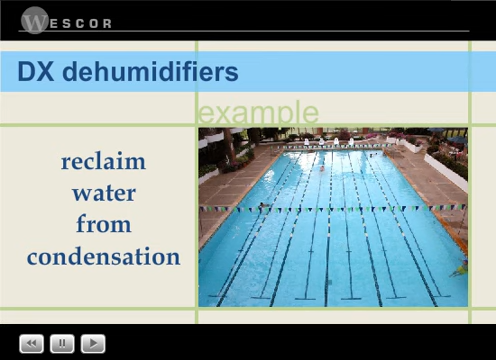 WESCOR
DX dehumidifiers
example
reclaim
water
from
condensation